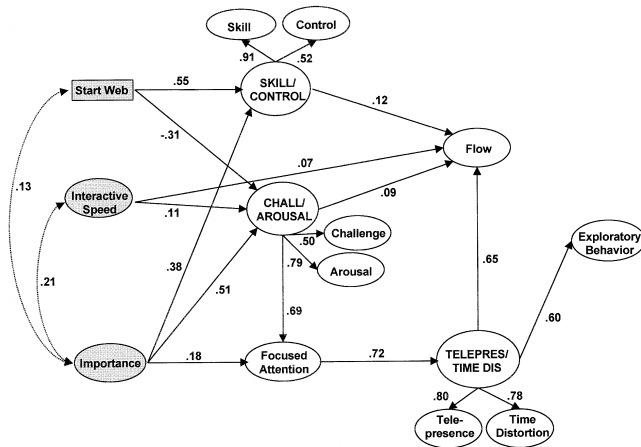 Skill
Control
.91
.52
Start Web
.55
SKILL/
CONTROL
.12
-.31
Flow
.07
.13
Interactive
Speed
.11
CHALL/
AROUSAL
.09
Challenge
.50
Exploratory
Behavior
.79
Arousal
.21
.38
.51
.65
.69
.60
Importance
.18
Focused
Attention
.72
TELEPRES/
TIME DIS
.80
.78
Tele-
presence
Time
Distortion